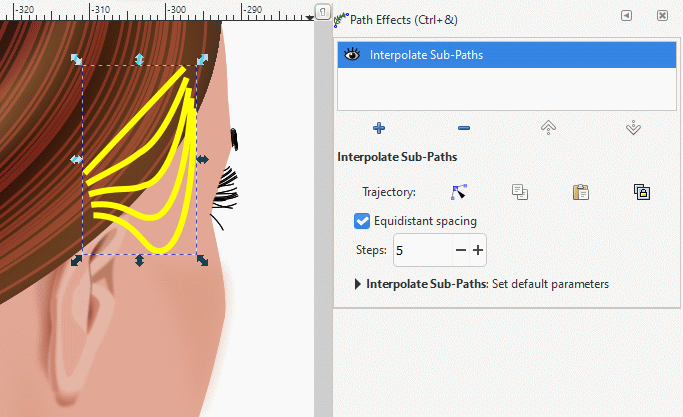 -320 -310 -300 -290
Path Effects (Ctrl+&)
Interpolate Sub-Paths
Interpolate Sub-Paths
Trajectory:
Equidistant spacing
Steps: 5
Interpolate Sub-Paths: Set default parameters